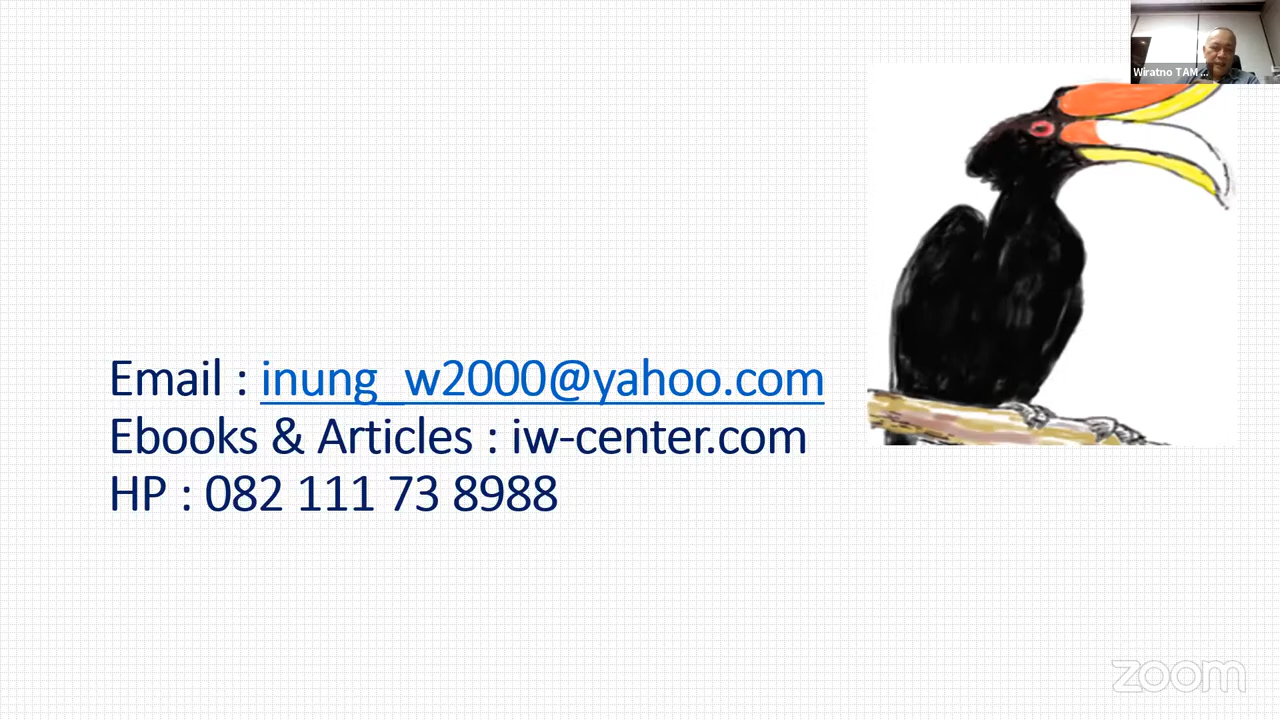 Wiratno TAM ...
Email : inung_w2000@yahoo.com
Ebooks & Articles : iw-center.com
HP : 082 111 73 8988
zoom